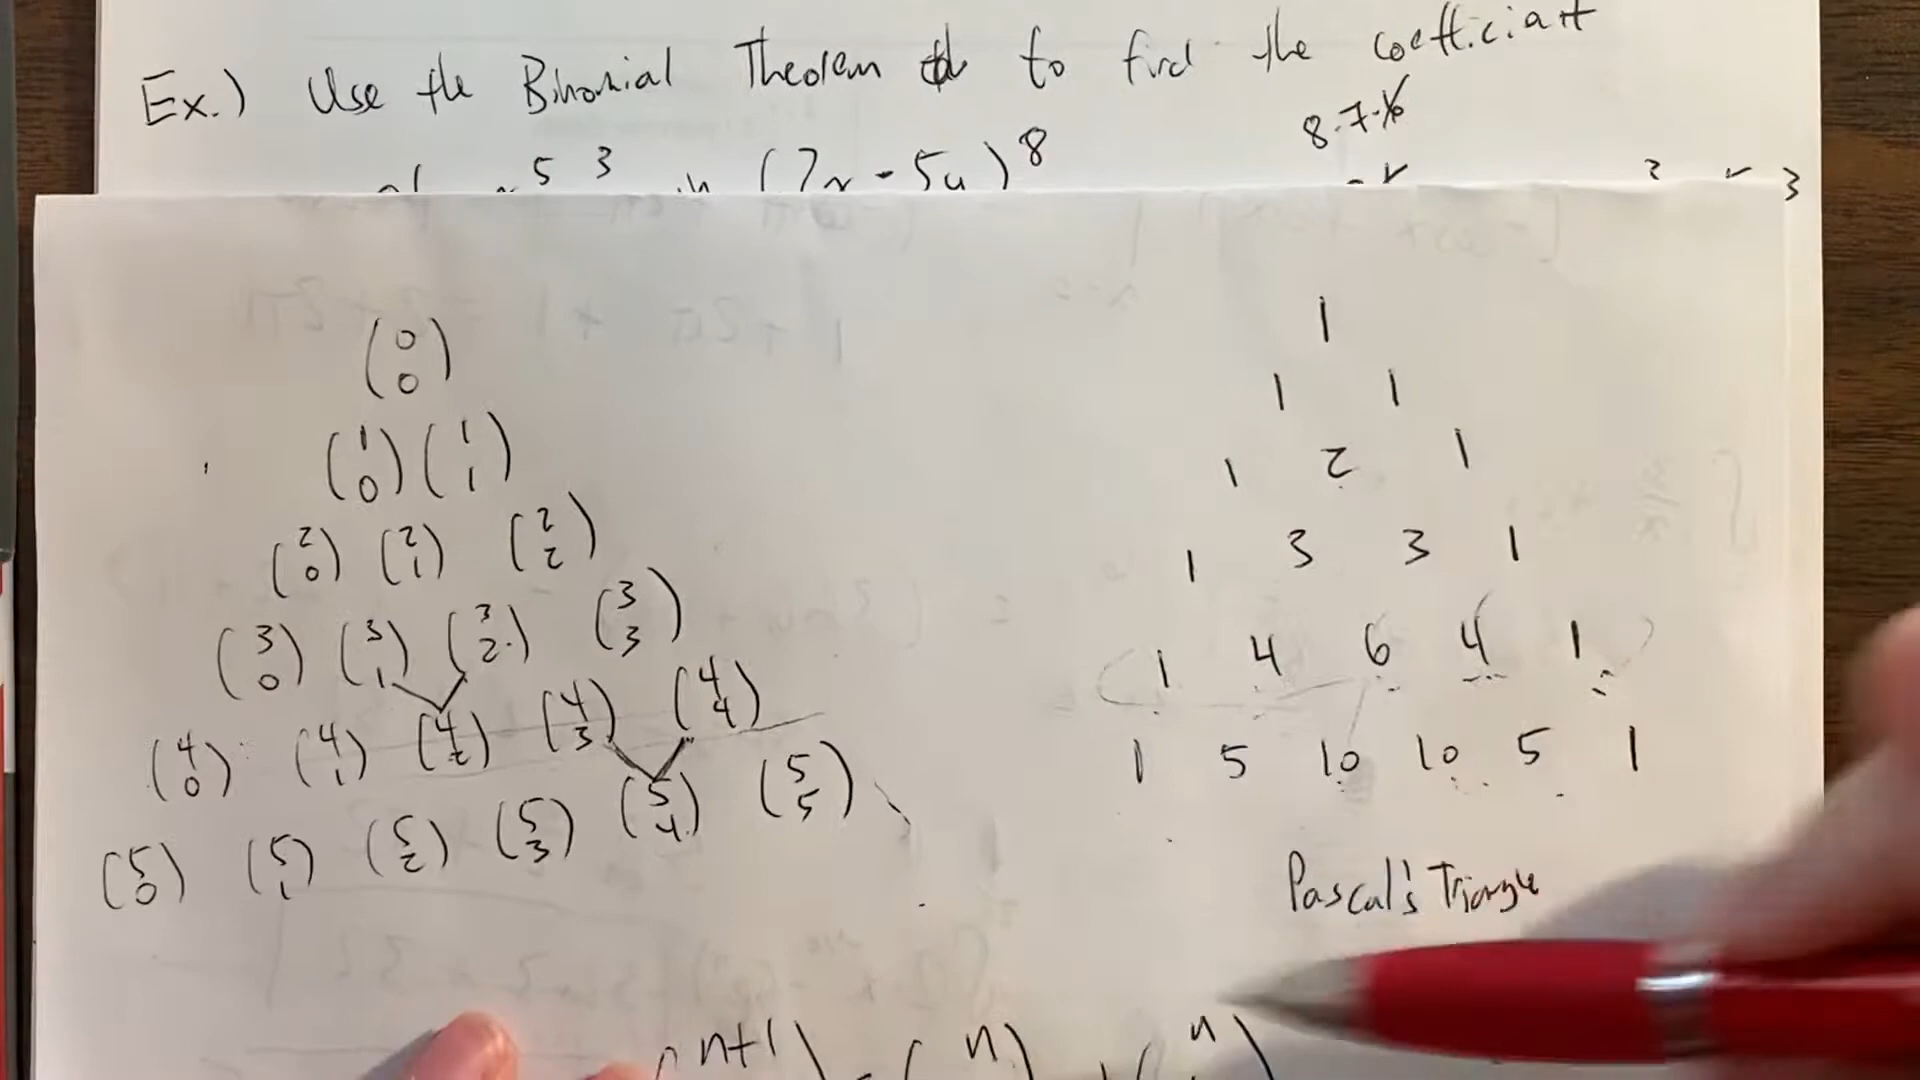 Ex.) Use the Binomial Theorem to find the coefficient
8·7·6
5 3 in (7x - 5y)^8
(0 0)
(1 0) (1 1)
(2 0) (2 1) (2 2)
(3 0) (3 1) (3 2) (3 3)
(4 0) (4 1) (4 2) (4 3) (4 4)
(5 0) (5 1) (5 2) (5 3) (5 4) (5 5)
1
1 1
1 2 1
1 3 3 1
1 4 6 4 1
1 5 10 10 5 1
Pascal's Triangle
n+1 n n